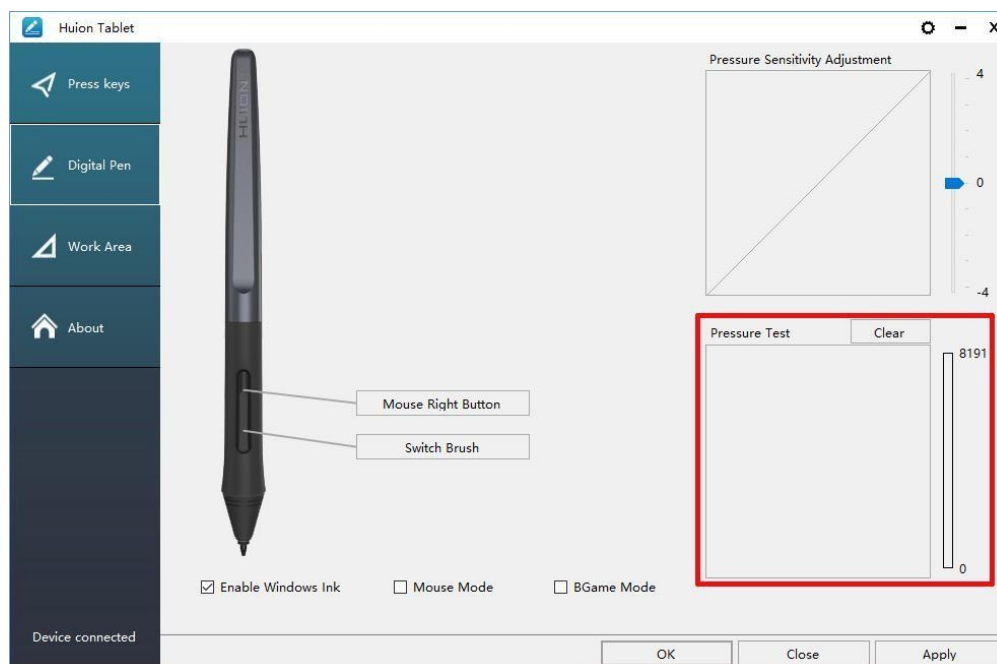 Huion Tablet
X
Press keys
Digital Pen
Work Area
About
Device connected
HUION
Mouse Right Button
Switch Brush
Enable Windows Ink
Mouse Mode
BGame Mode
Pressure Sensitivity Adjustment
4
0
-4
Pressure Test
Clear
8191
0
OK
Close
Apply